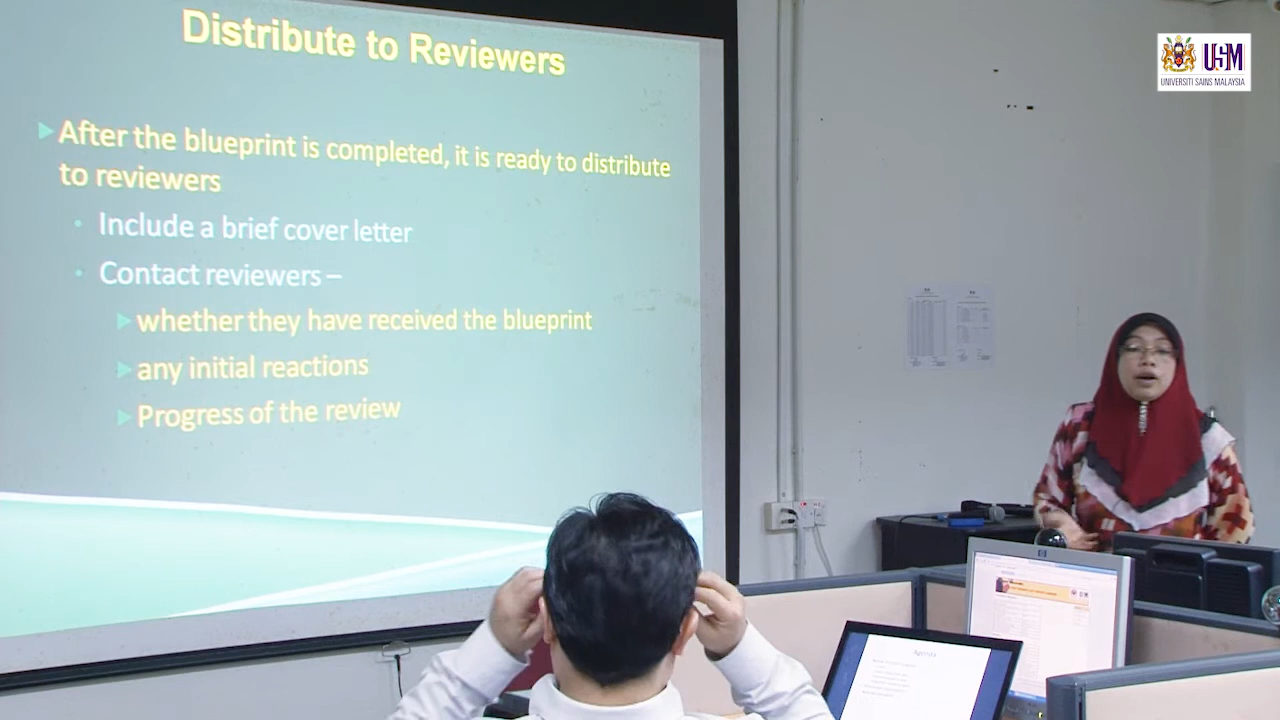 Distribute to Reviewers
After the blueprint is completed, it is ready to distribute
to reviewers
Include a brief cover letter
Contact reviewers –
whether they have received the blueprint
any initial reactions
Progress of the review
USM
UNIVERSITI SAINS MALAYSIA
Agenda